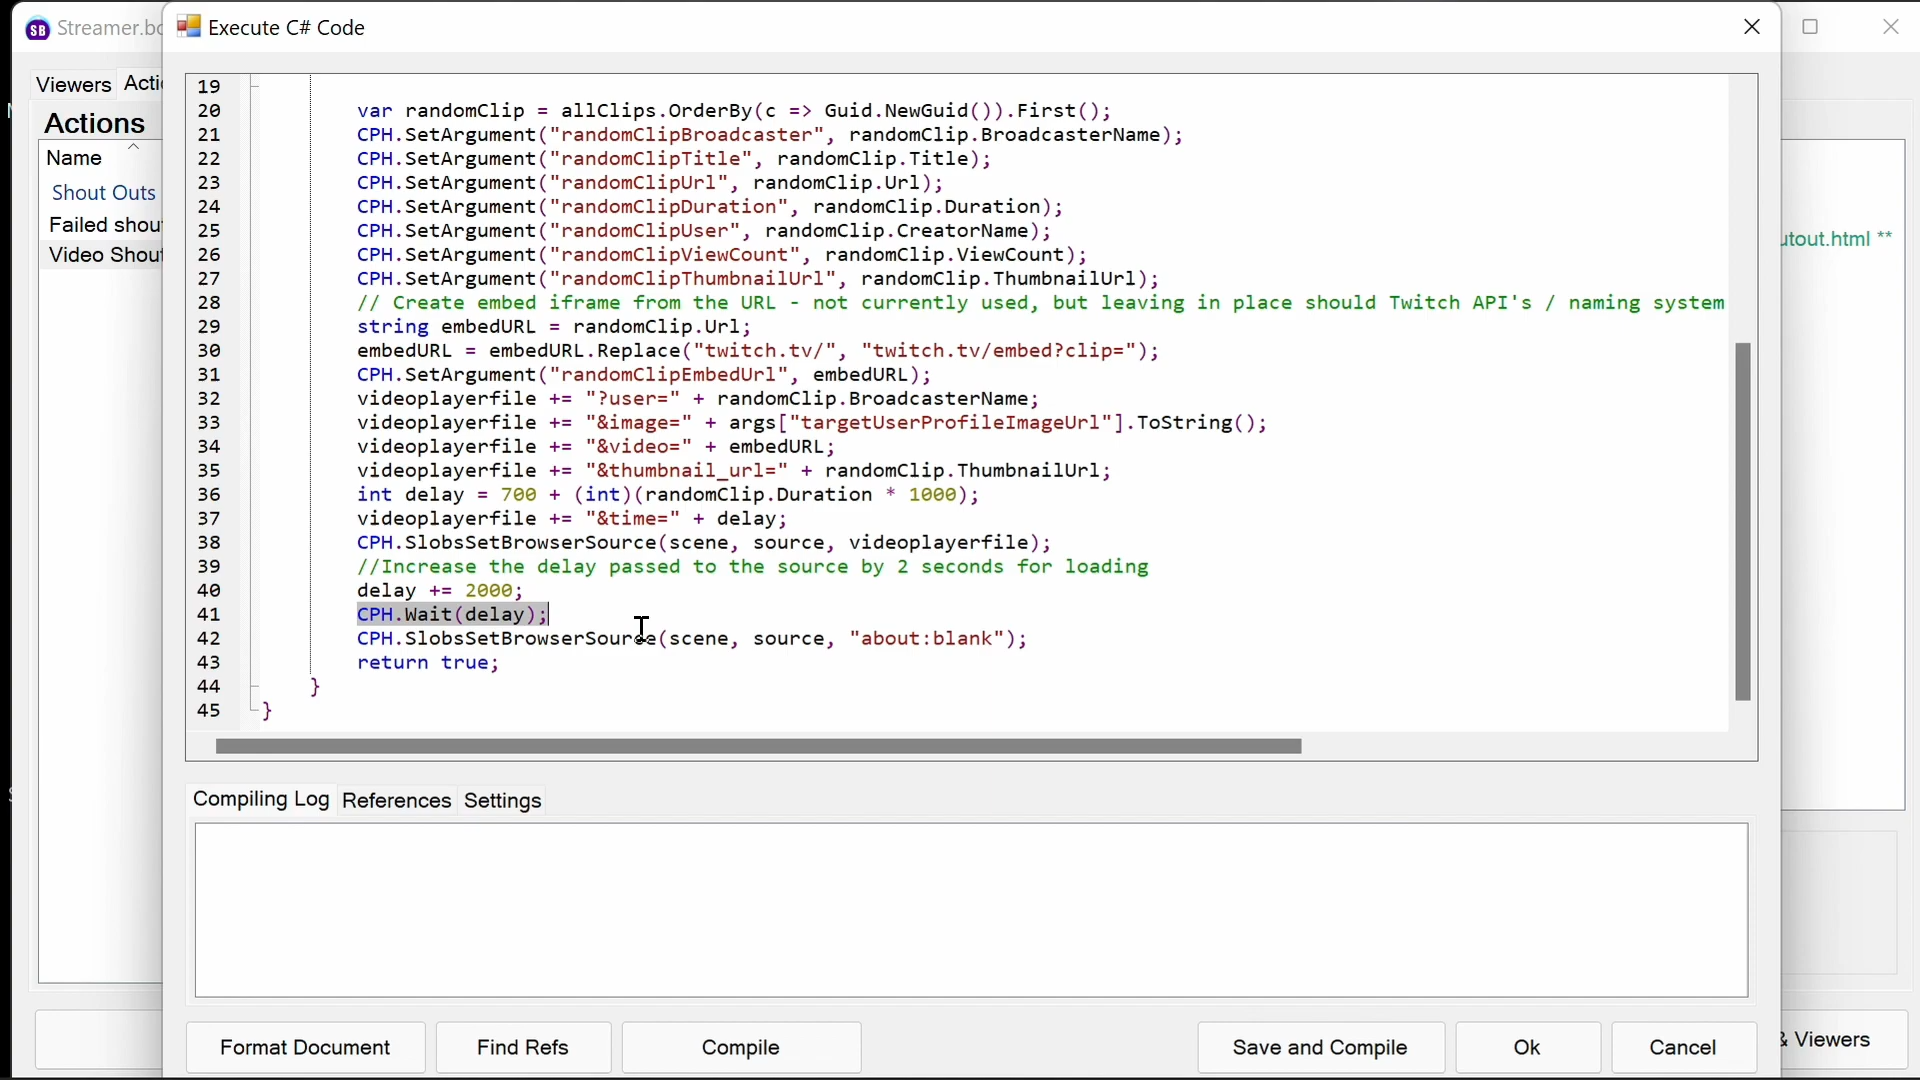 SB Streamer.bo
Execute C# Code
Viewers Actio
Actions
Name
Shout Outs
Failed shout
Video Shout
19
20 var randomClip = allClips.OrderBy(c => Guid.NewGuid()).First();
21 CPH.SetArgument("randomClipBroadcaster", randomClip.BroadcasterName);
22 CPH.SetArgument("randomClipTitle", randomClip.Title);
23 CPH.SetArgument("randomClipUrl", randomClip.Url);
24 CPH.SetArgument("randomClipDuration", randomClip.Duration);
25 CPH.SetArgument("randomClipUser", randomClip.CreatorName);
26 CPH.SetArgument("randomClipViewCount", randomClip.ViewCount);
27 CPH.SetArgument("randomClipThumbnailUrl", randomClip.ThumbnailUrl);
28 // Create embed iframe from the URL - not currently used, but leaving in place should Twitch API's / naming system
29 string embedURL = randomClip.Url;
30 embedURL = embedURL.Replace("twitch.tv/", "twitch.tv/embed?clip=");
31 CPH.SetArgument("randomClipEmbedUrl", embedURL);
32 videoplayerfile += "?user=" + randomClip.BroadcasterName;
33 videoplayerfile += "&image=" + args["targetUserProfileImageUrl"].ToString();
34 videoplayerfile += "&video=" + embedURL;
35 videoplayerfile += "&thumbnail_url=" + randomClip.ThumbnailUrl;
36 int delay = 700 + (int)(randomClip.Duration * 1000);
37 videoplayerfile += "&time=" + delay;
38 CPH.SlobsSetBrowserSource(scene, source, videoplayerfile);
39 //Increase the delay passed to the source by 2 seconds for loading
40 delay += 2000;
41 CPH.Wait(delay);
42 CPH.SlobsSetBrowserSource(scene, source, "about:blank");
43 return true;
44 }
45 }
utout.html **
Compiling Log References Settings
Format Document Find Refs Compile Save and Compile Ok Cancel
& Viewers